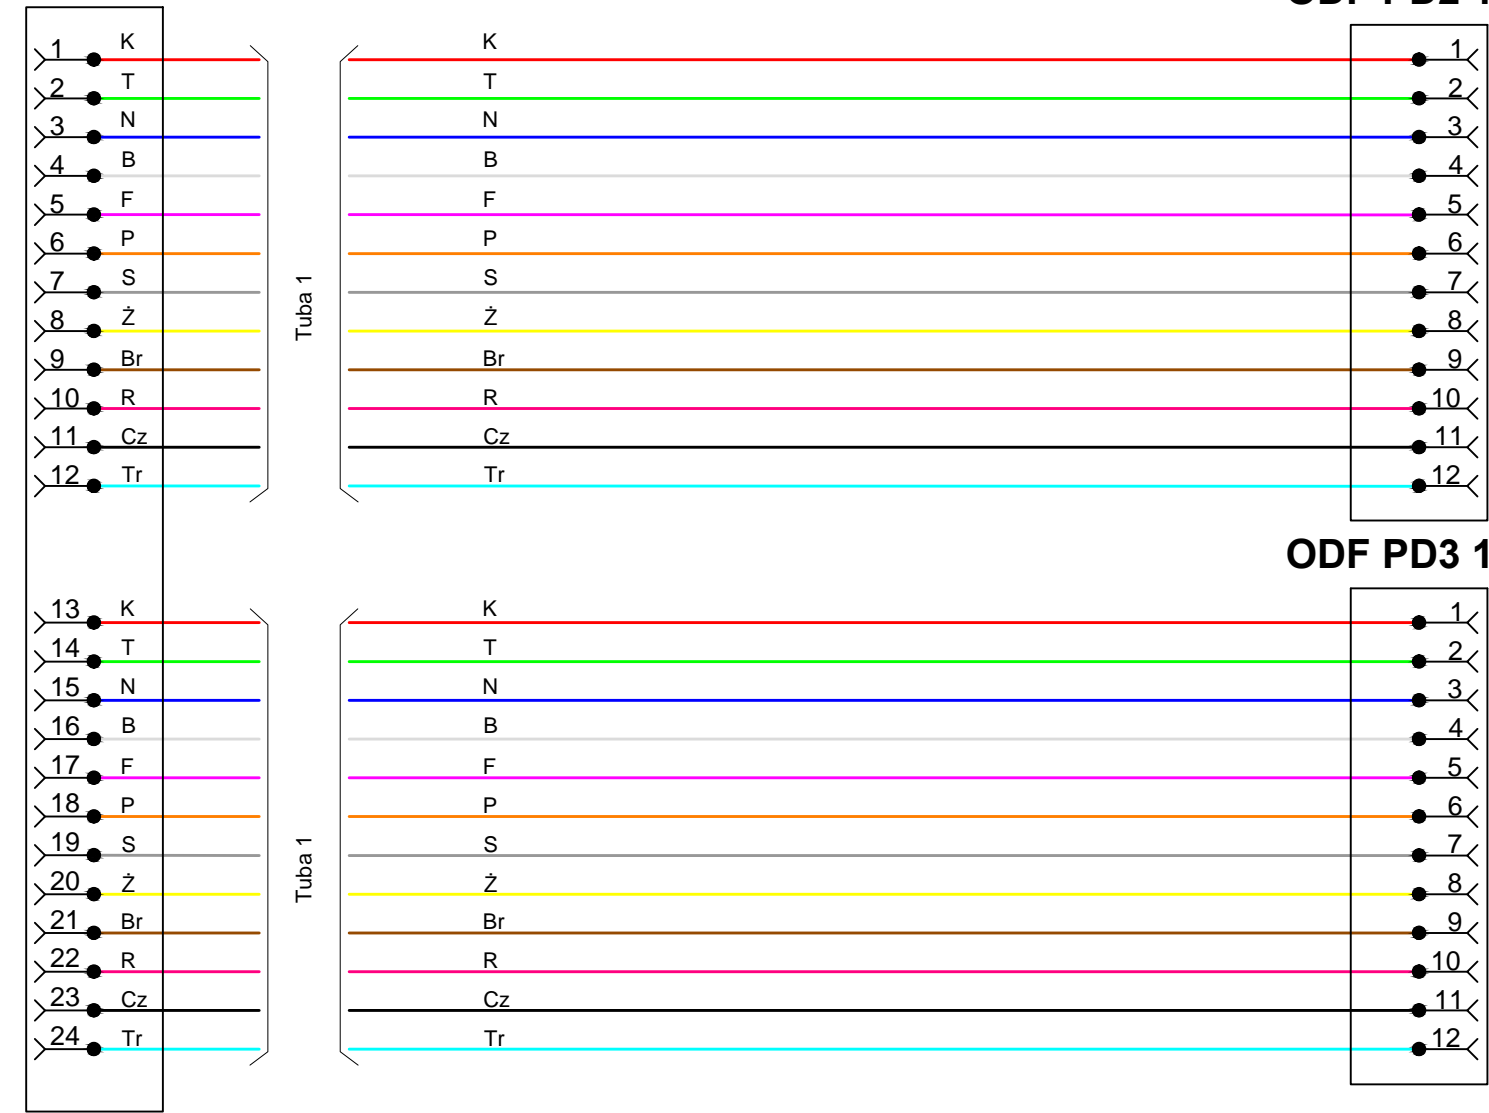 1 K K 1
2 T T 2
3 N N 3
4 B B 4
5 F F 5
6 P P 6
7 S S 7
Tuba 1
8 Ż Ż 8
9 Br Br 9
10 R R 10
11 Cz Cz 11
12 Tr Tr 12
ODF PD3 1
13 K K 1
14 T T 2
15 N N 3
16 B B 4
17 F F 5
18 P P 6
19 S S 7
Tuba 1
20 Ż Ż 8
21 Br Br 9
22 R R 10
23 Cz Cz 11
24 Tr Tr 12